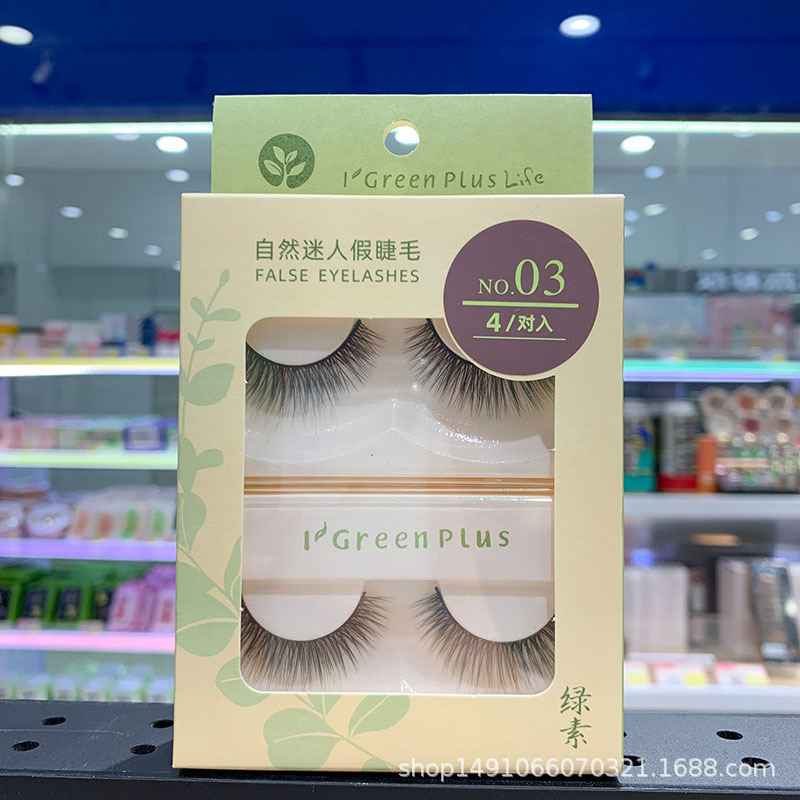 I'Green Plus Life
自然迷人假睫毛
FALSE EYELASHES
NO.03
4/对入
I'Green Plus
绿素
shop1491066070321.1688.com